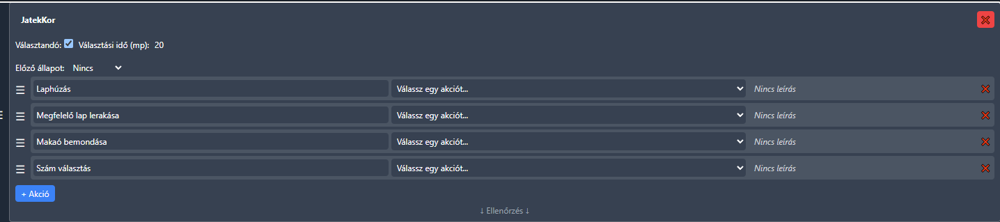 JatekKor
Választandó: Választási idő (mp): 20
Előző állapot: Nincs
Laphúzás Válassz egy akciót... Nincs leírás
Megfelelő lap lerakása Válassz egy akciót... Nincs leírás
Makaó bemondása Válassz egy akciót... Nincs leírás
Szám választás Válassz egy akciót... Nincs leírás
+ Akció
↓ Ellenőrzés ↓